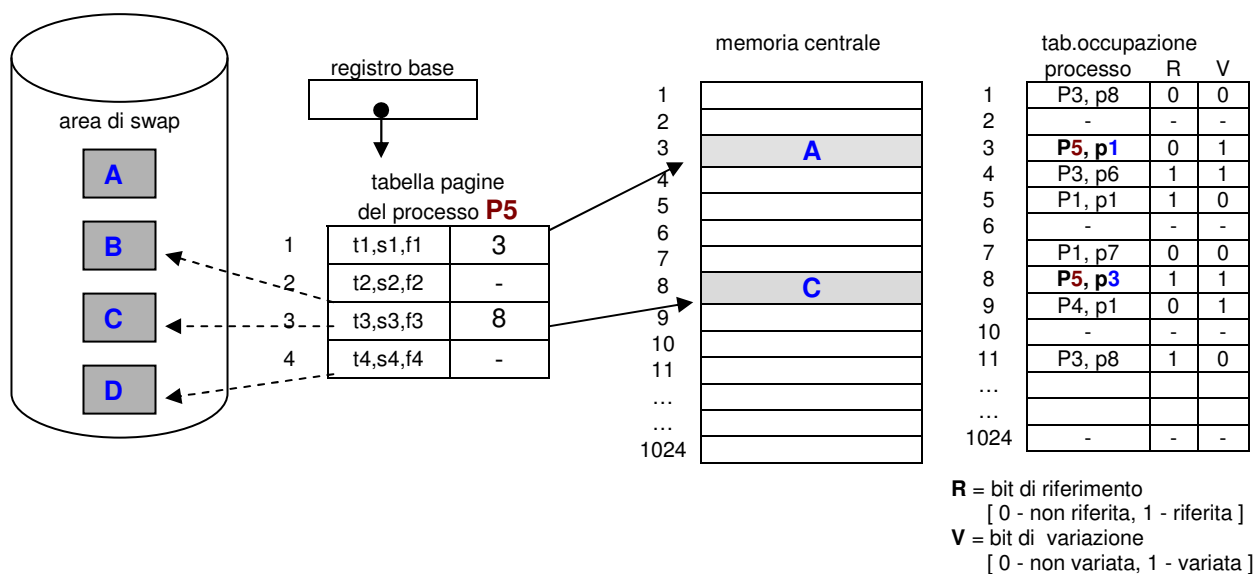 area di swap
A
B
C
D
registro base
tabella pagine
del processo P5
1 t1,s1,f1 3
2 t2,s2,f2 -
3 t3,s3,f3 8
4 t4,s4,f4 -
memoria centrale
1
2
3 A
4
5
6
7
8 C
9
10
11
…
…
1024
tab.occupazione
processo R V
1 P3, p8 0 0
2 - - -
3 P5, p1 0 1
4 P3, p6 1 1
5 P1, p1 1 0
6 - - -
7 P1, p7 0 0
8 P5, p3 1 1
9 P4, p1 0 1
10 - - -
11 P3, p8 1 0
…
…
1024 - - -
R = bit di riferimento
[ 0 - non riferita, 1 - riferita ]
V = bit di variazione
[ 0 - non variata, 1 - variata ]